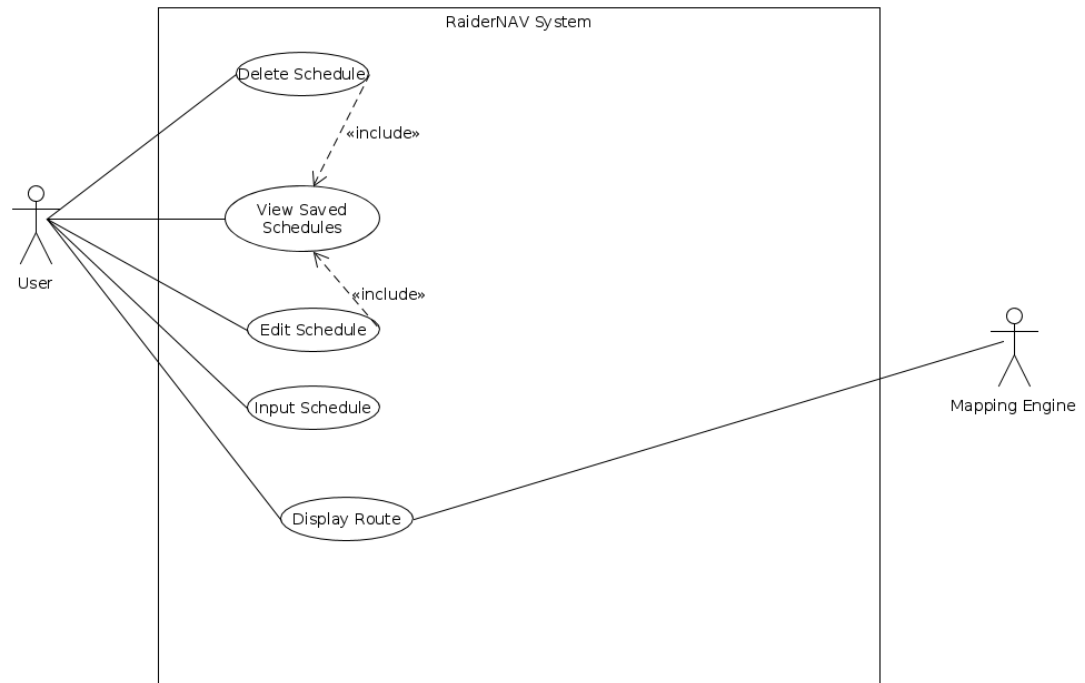 RaiderNAV System
Delete Schedule
«include»
View Saved
Schedules
User
«include»
Edit Schedule
Mapping Engine
Input Schedule
Display Route